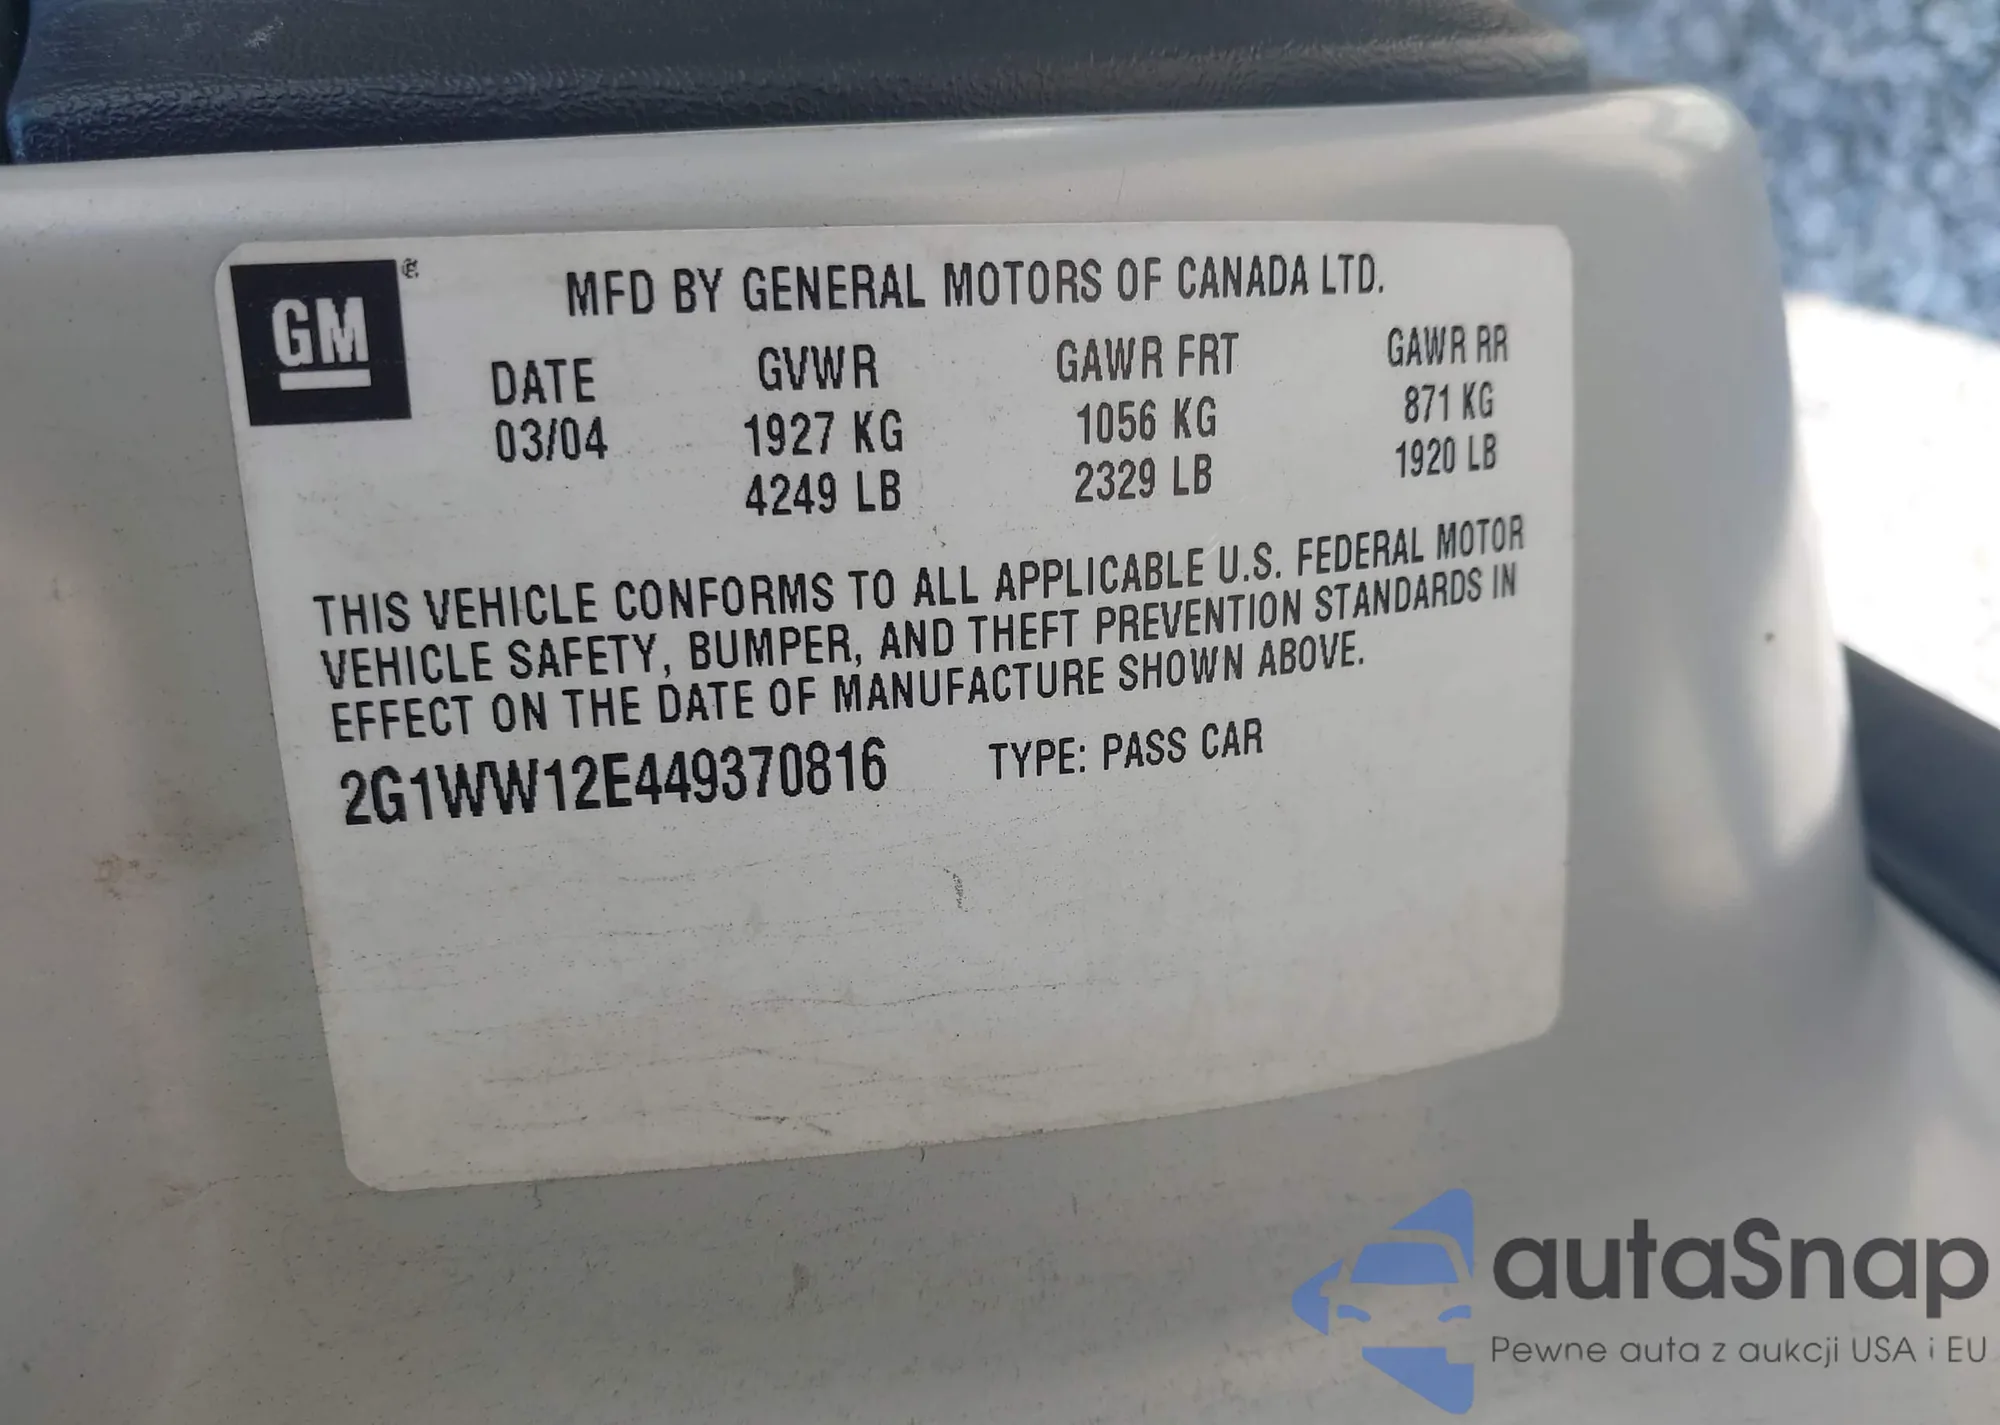 GM
MFD BY GENERAL MOTORS OF CANADA LTD.
DATE GVWR GAWR FRT GAWR RR
03/04 1927 KG 1056 KG 871 KG
4249 LB 2329 LB 1920 LB
THIS VEHICLE CONFORMS TO ALL APPLICABLE U.S. FEDERAL MOTOR
VEHICLE SAFETY, BUMPER, AND THEFT PREVENTION STANDARDS IN
EFFECT ON THE DATE OF MANUFACTURE SHOWN ABOVE.
2G1WW12E449370816 TYPE: PASS CAR
autaSnap
Pewne auta z aukcji USA i EU